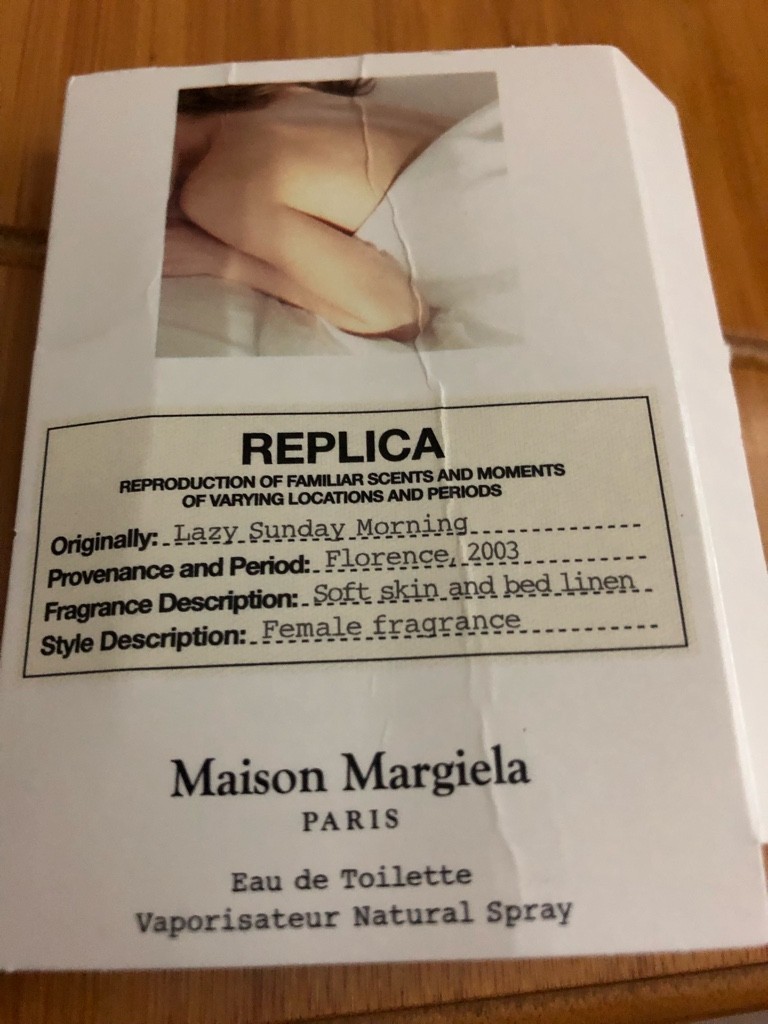 REPLICA
REPRODUCTION OF FAMILIAR SCENTS AND MOMENTS
OF VARYING LOCATIONS AND PERIODS
Originally: Lazy Sunday Morning
Provenance and Period: Florence, 2003
Fragrance Description: Soft skin and bed linen
Style Description: Female fragrance
Maison Margiela
PARIS
Eau de Toilette
Vaporisateur Natural Spray